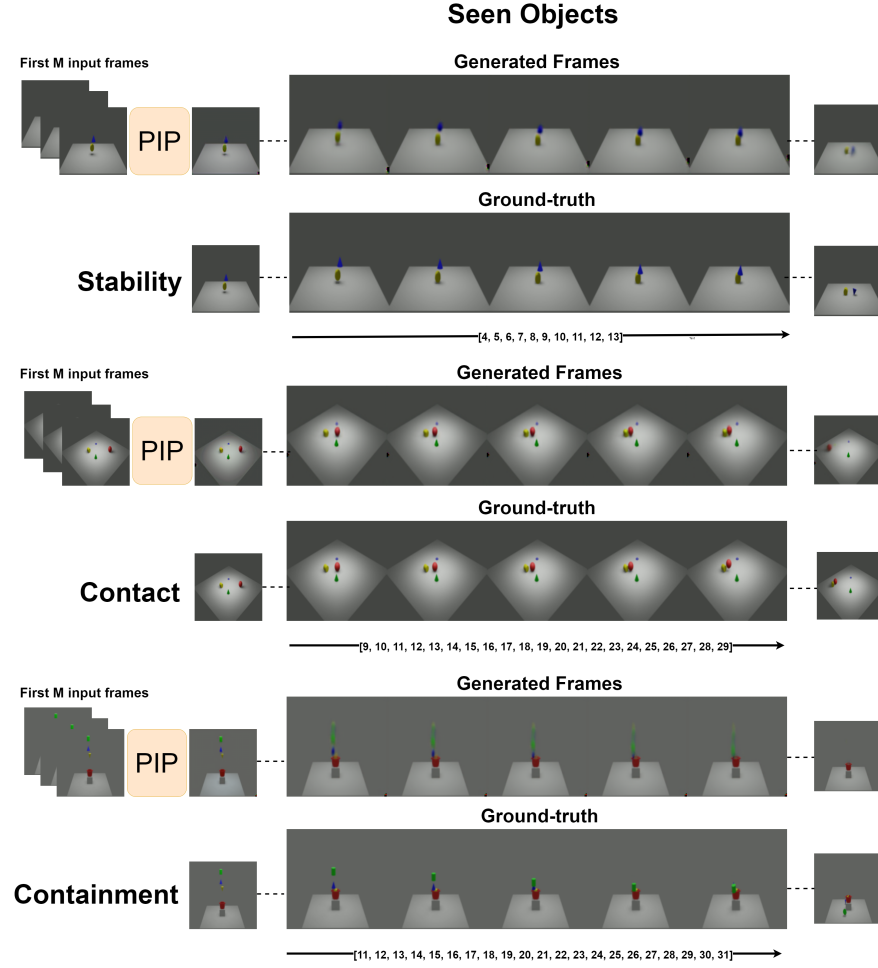 Seen Objects
First M input frames
Generated Frames
PIP
Ground-truth
Stability
[4, 5, 6, 7, 8, 9, 10, 11, 12, 13]
First M input frames
Generated Frames
PIP
Ground-truth
Contact
[9, 10, 11, 12, 13, 14, 15, 16, 17, 18, 19, 20, 21, 22, 23, 24, 25, 26, 27, 28, 29]
First M input frames
Generated Frames
PIP
Ground-truth
Containment
[11, 12, 13, 14, 15, 16, 17, 18, 19, 20, 21, 22, 23, 24, 25, 26, 27, 28, 29, 30, 31]